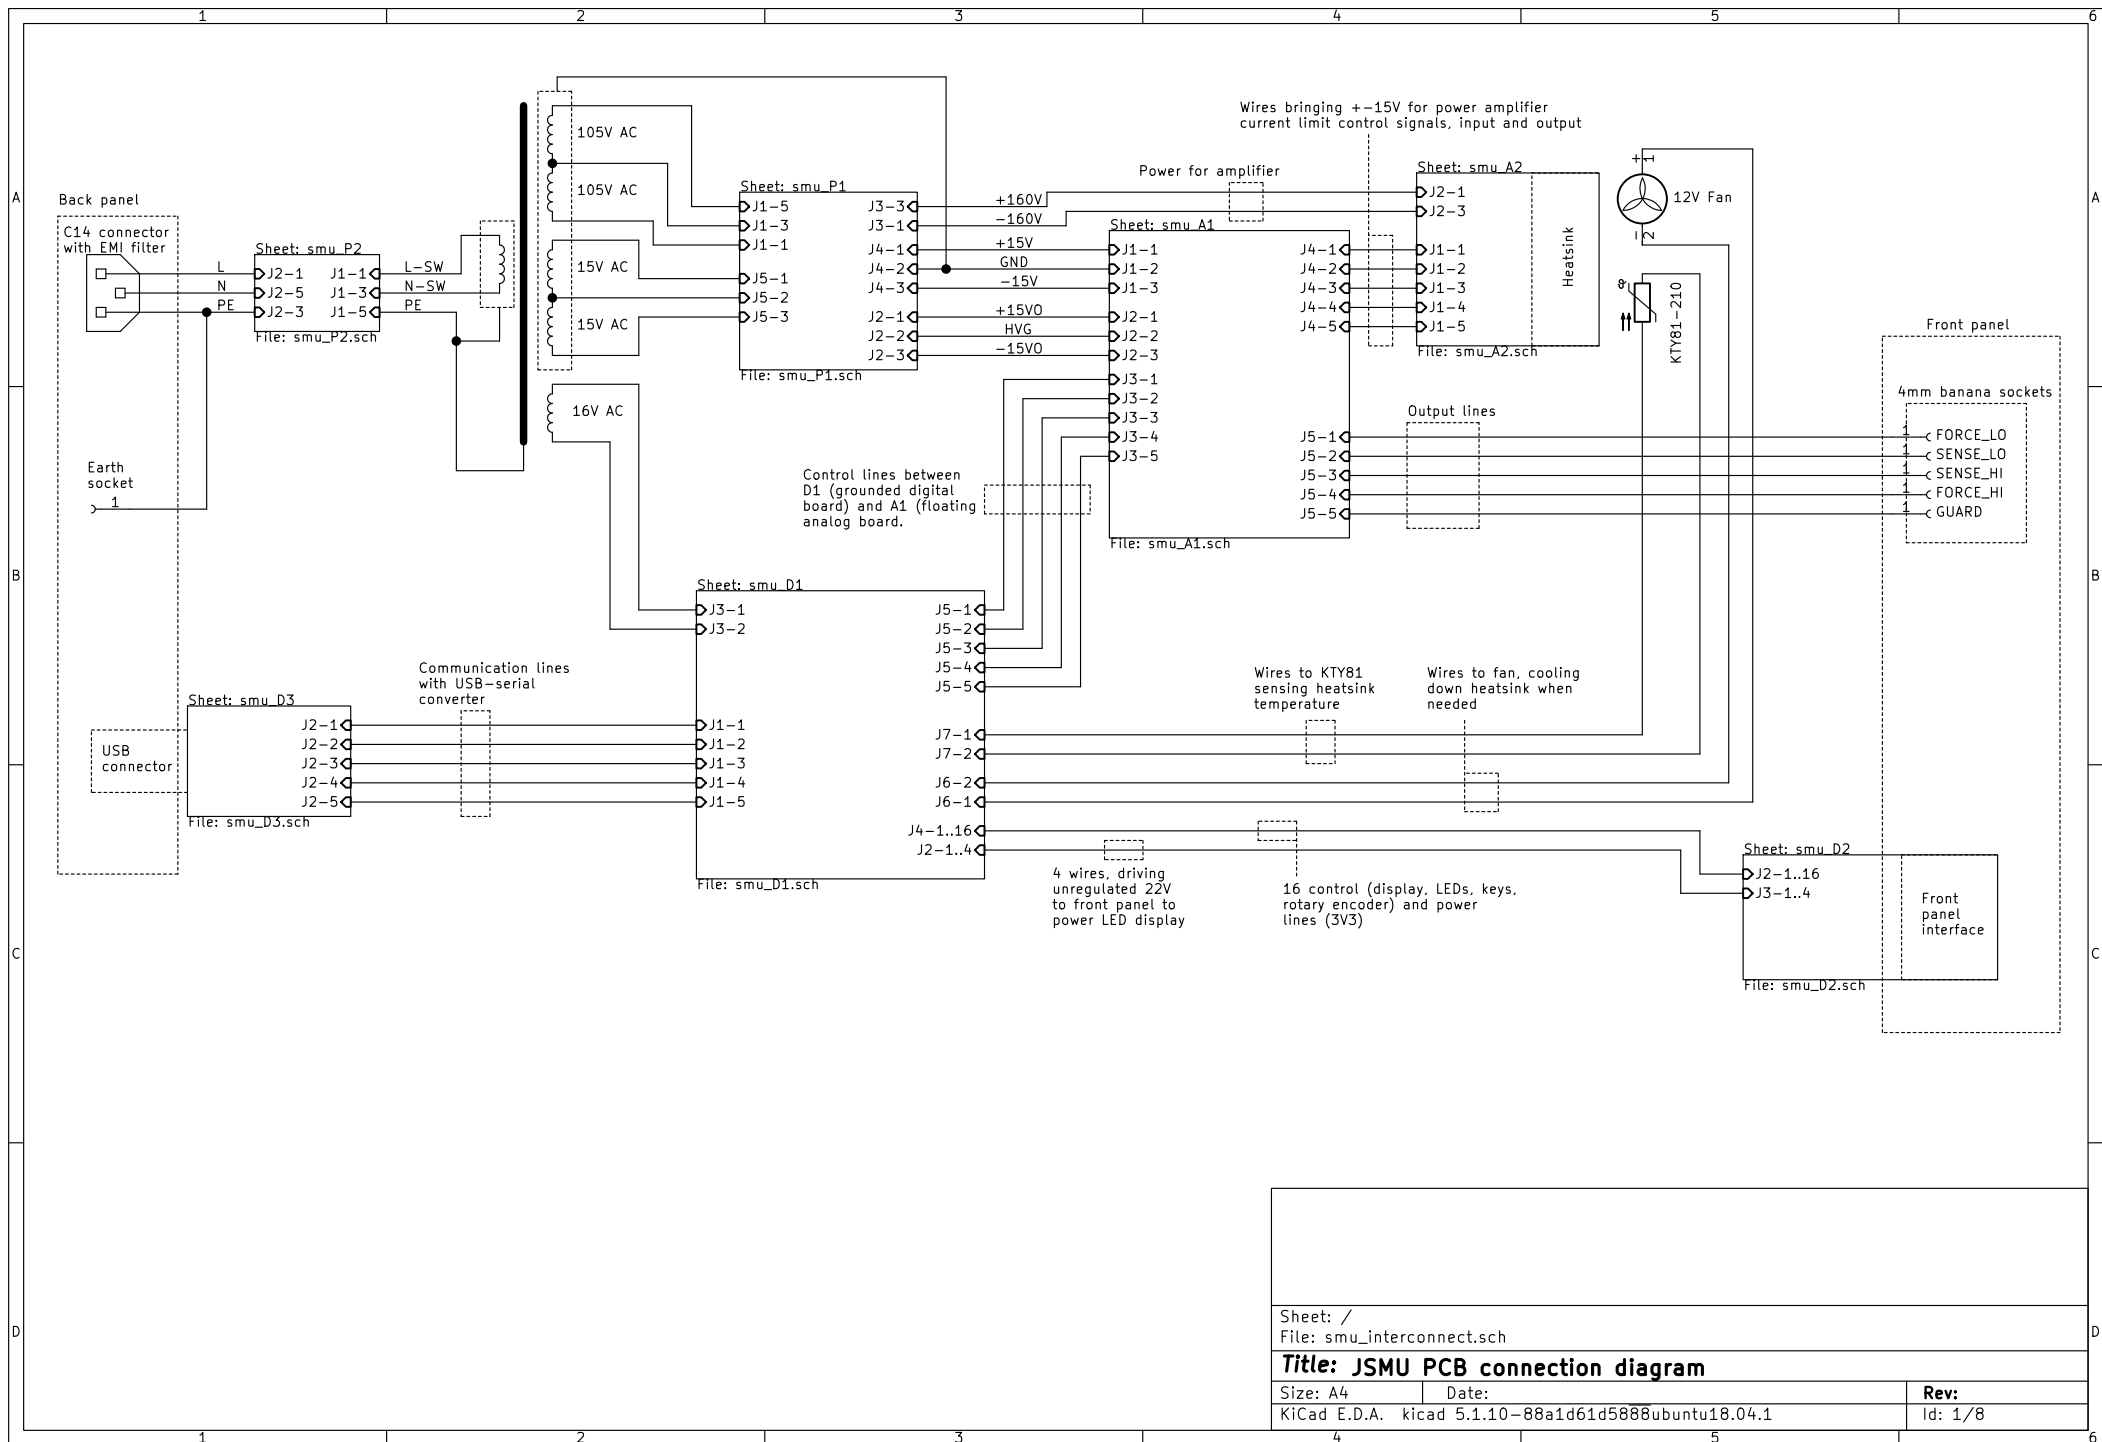 1
2
3
4
5
6
A
B
C
D
A
B
C
D
Back panel
C14 connector
with EMI filter
L
N
PE
Sheet: smu_P2
J2-1
J2-5
J2-3
J1-1
J1-3
J1-5
File: smu_P2.sch
L-SW
N-SW
PE
Earth
socket
1
105V AC
105V AC
15V AC
15V AC
16V AC
Sheet: smu_P1
J1-5
J1-3
J1-1
J5-1
J5-2
J5-3
J3-3
J3-1
J4-1
J4-2
J4-3
J2-1
J2-2
J2-3
File: smu_P1.sch
+160V
-160V
+15V
GND
-15V
+15VO
HVG
-15VO
Power for amplifier
Wires bringing +-15V for power amplifier
current limit control signals, input and output
Sheet: smu_A1
J1-1
J1-2
J1-3
J2-1
J2-2
J2-3
J3-1
J3-2
J3-3
J3-4
J3-5
J4-1
J4-2
J4-3
J4-4
J4-5
J5-1
J5-2
J5-3
J5-4
J5-5
File: smu_A1.sch
Sheet: smu_A2
J2-1
J2-3
J1-1
J1-2
J1-3
J1-4
J1-5
Heatsink
File: smu_A2.sch
+
1
12V Fan
-
2
ϑ
KTY81-210
Output lines
Front panel
4mm banana sockets
1 FORCE_LO
1 SENSE_LO
1 SENSE_HI
1 FORCE_HI
1 GUARD
Control lines between
D1 (grounded digital
board) and A1 (floating
analog board.
Sheet: smu_D1
J3-1
J3-2
J1-1
J1-2
J1-3
J1-4
J1-5
J5-1
J5-2
J5-3
J5-4
J5-5
J7-1
J7-2
J6-2
J6-1
J4-1..16
J2-1..4
File: smu_D1.sch
Communication lines
with USB-serial
converter
Sheet: smu_D3
J2-1
J2-2
J2-3
J2-4
J2-5
File: smu_D3.sch
USB
connector
Wires to KTY81
sensing heatsink
temperature
Wires to fan, cooling
down heatsink when
needed
4 wires, driving
unregulated 22V
to front panel to
power LED display
16 control (display, LEDs, keys,
rotary encoder) and power
lines (3V3)
Sheet: smu_D2
J2-1..16
J3-1..4
Front
panel
interface
File: smu_D2.sch
Sheet: /
File: smu_interconnect.sch
Title: JSMU PCB connection diagram
Size: A4 Date: Rev:
KiCad E.D.A. kicad 5.1.10-88a1d61d5888ubuntu18.04.1 Id: 1/8
1
2
3
4
5
6